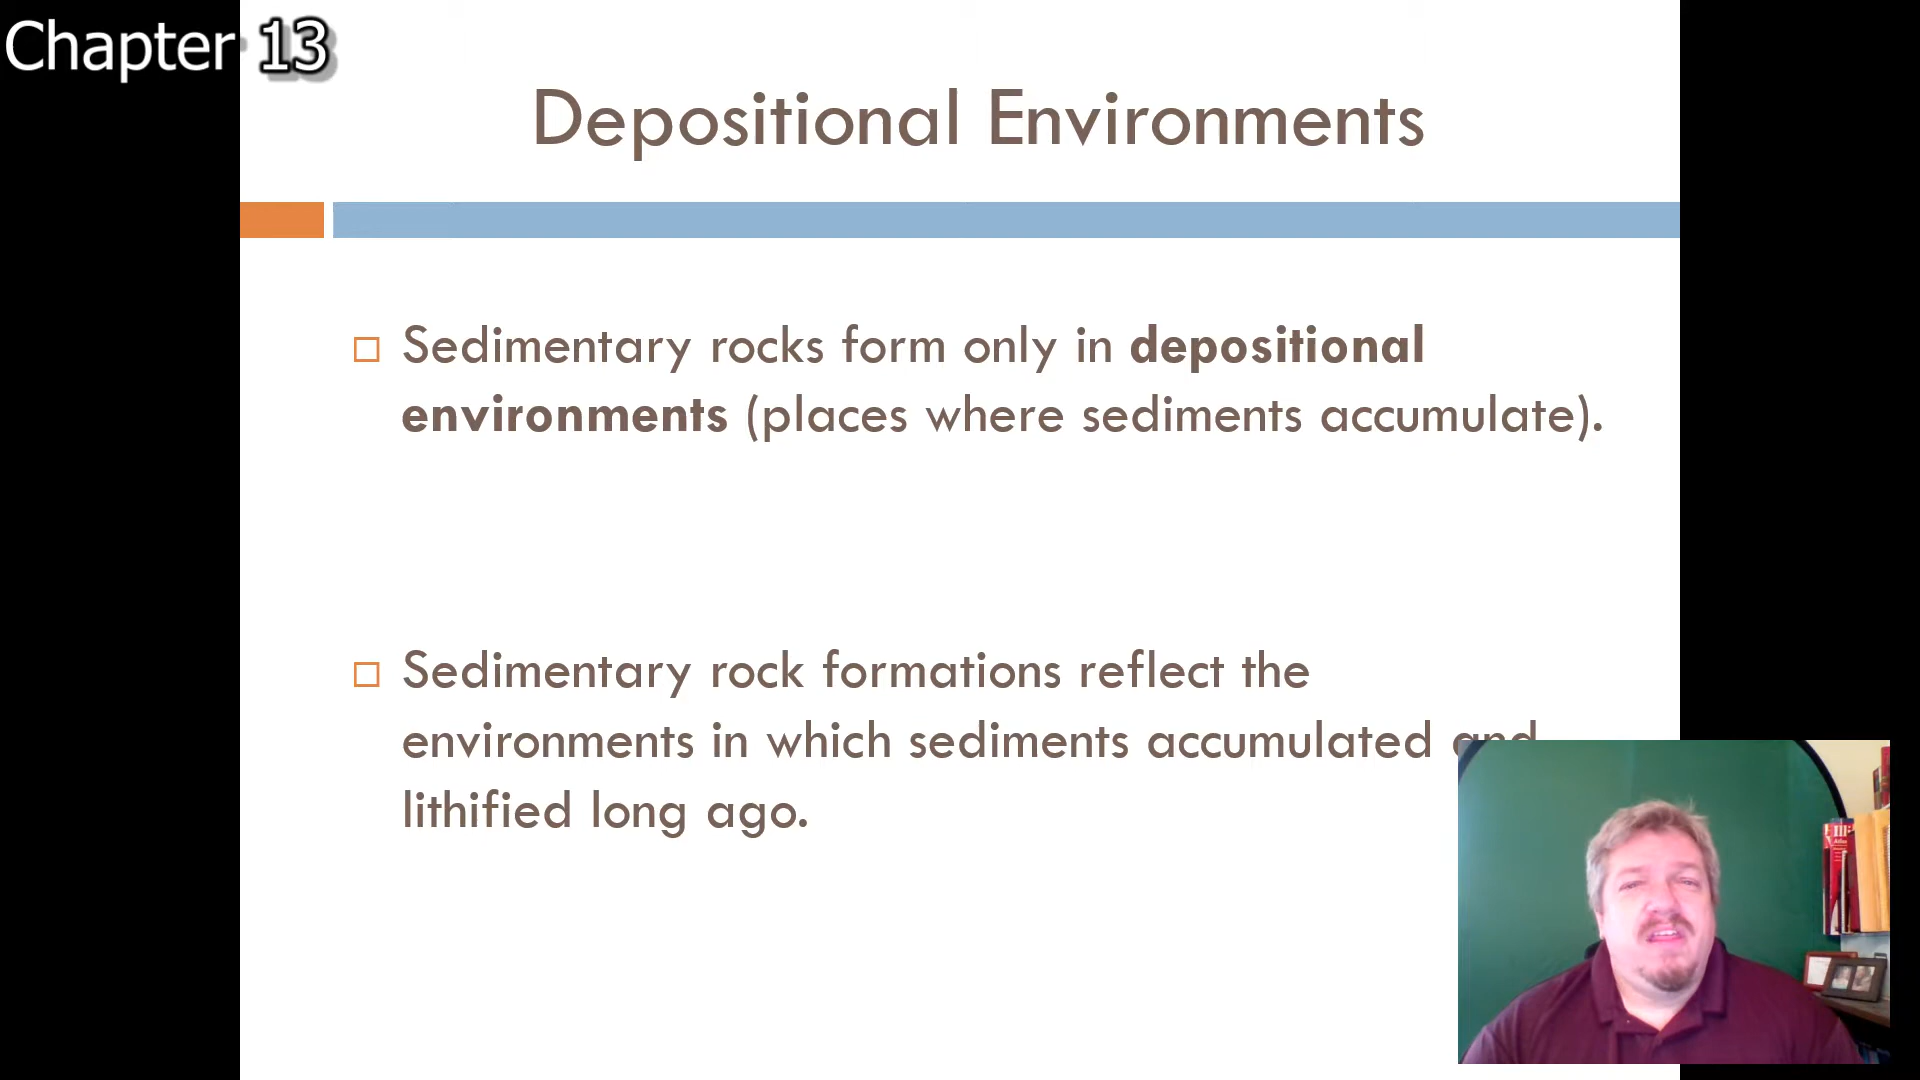 Chapter 13
Depositional Environments
Sedimentary rocks form only in depositional
environments (places where sediments accumulate).
Sedimentary rock formations reflect the
environments in which sediments accumulated and
lithified long ago.